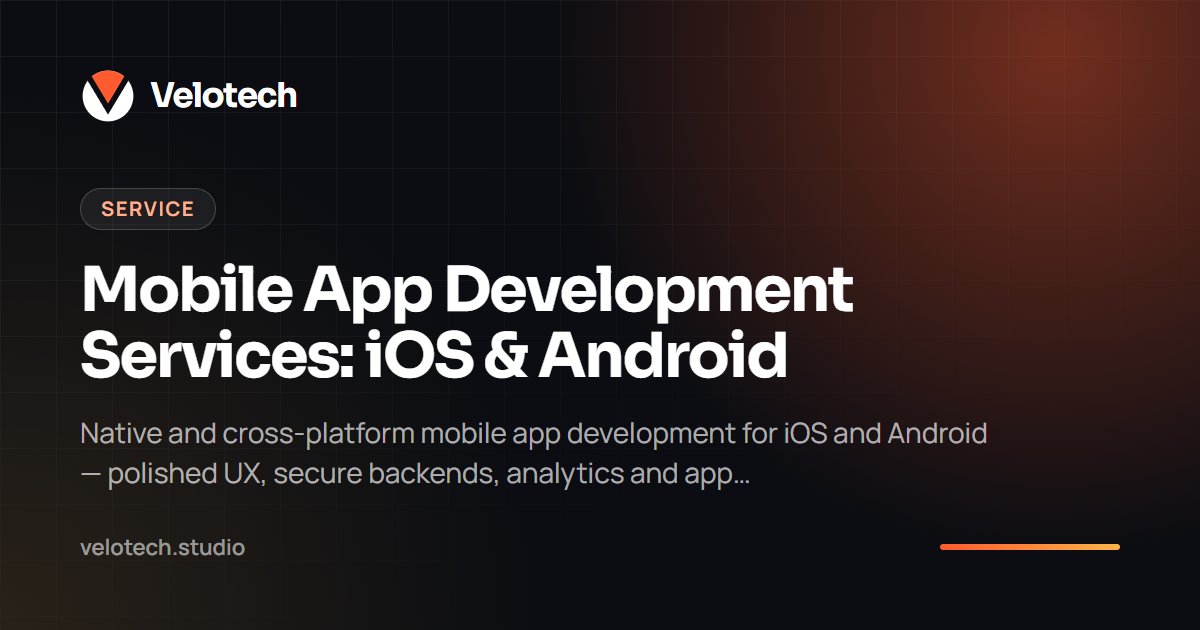 Velotech
SERVICE
Mobile App Development
Services: iOS & Android
Native and cross-platform mobile app development for iOS and Android
— polished UX, secure backends, analytics and app…
velotech.studio